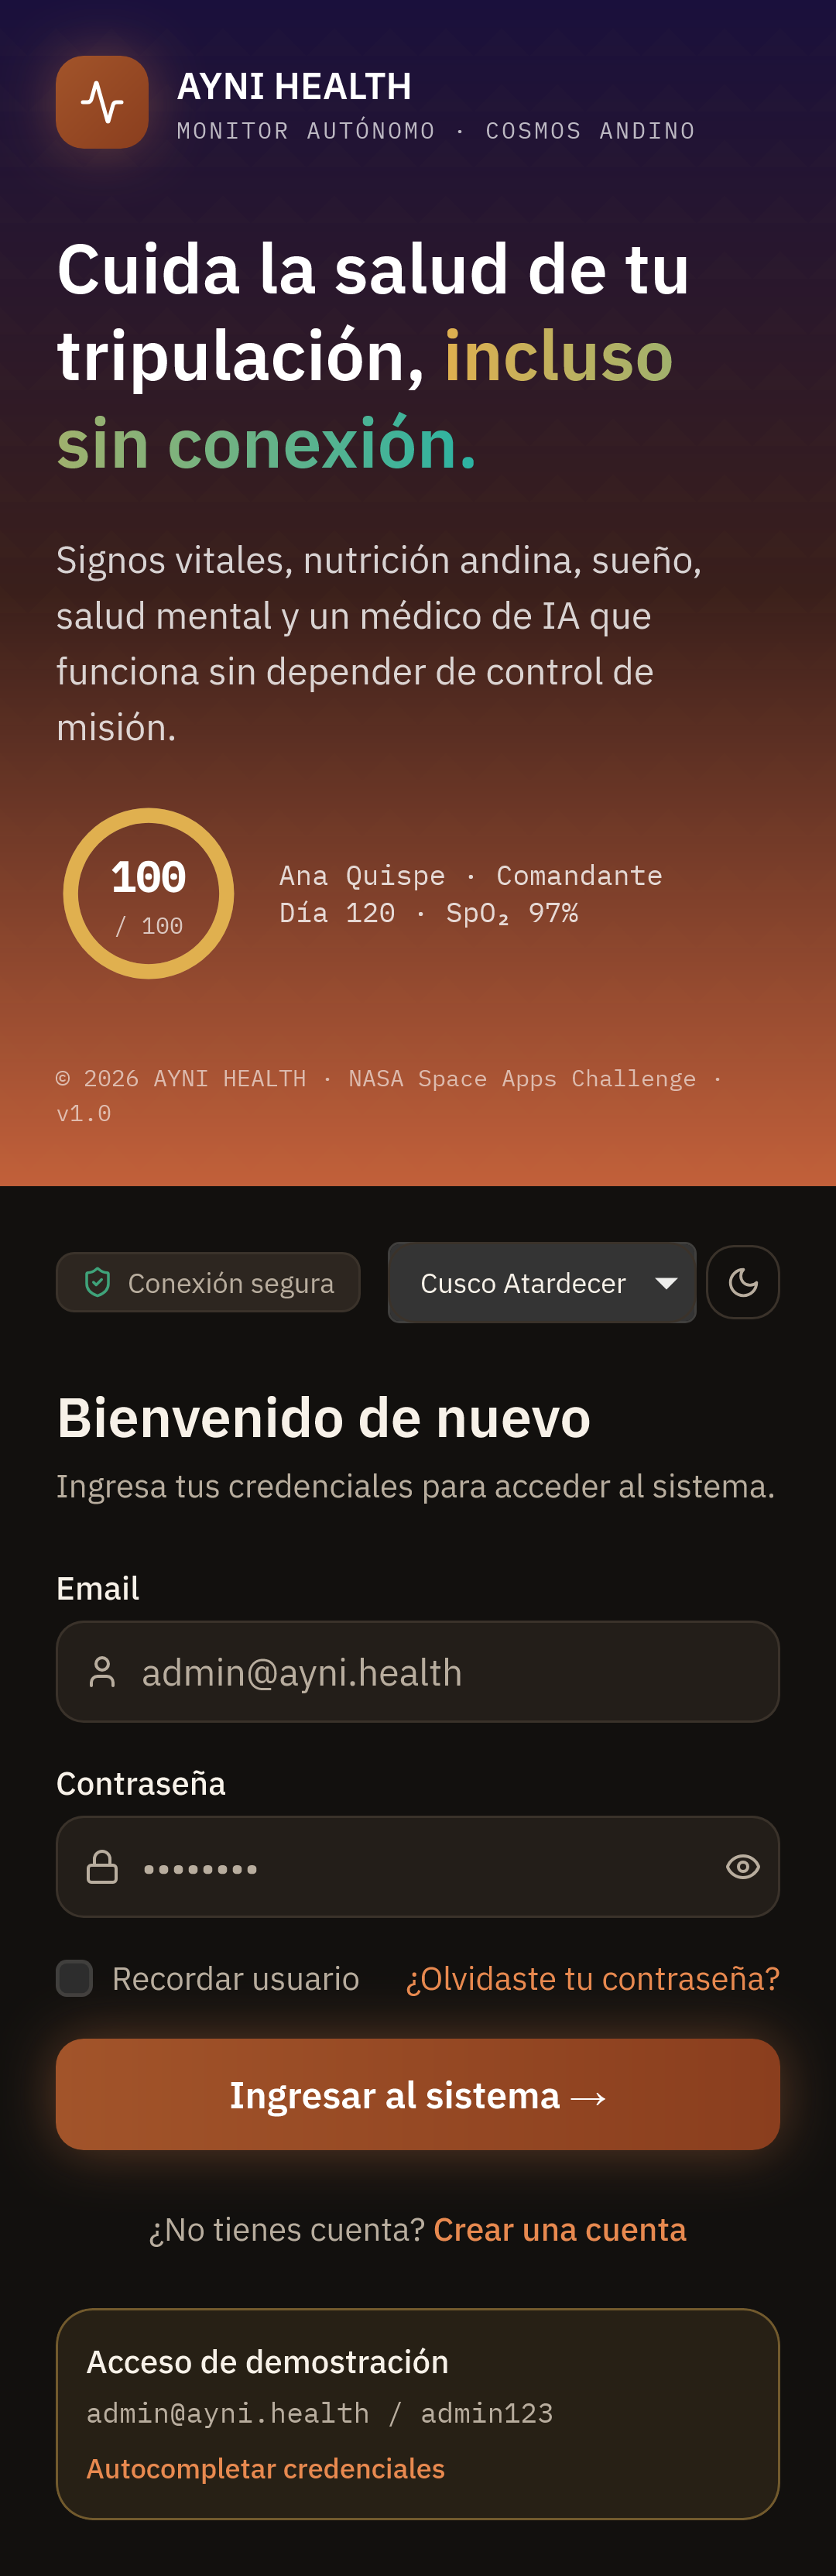 AYNI HEALTH
MONITOR AUTÓNOMO · COSMOS ANDINO
Cuida la salud de tu
tripulación, incluso
sin conexión.
Signos vitales, nutrición andina, sueño,
salud mental y un médico de IA que
funciona sin depender de control de
misión.
100
/ 100
Ana Quispe · Comandante
Día 120 · SpO₂ 97%
© 2026 AYNI HEALTH · NASA Space Apps Challenge ·
v1.0
Conexión segura
Cusco Atardecer
Bienvenido de nuevo
Ingresa tus credenciales para acceder al sistema.
Email
admin@ayni.health
Contraseña
••••••••
Recordar usuario
¿Olvidaste tu contraseña?
Ingresar al sistema →
¿No tienes cuenta? Crear una cuenta
Acceso de demostración
admin@ayni.health / admin123
Autocompletar credenciales